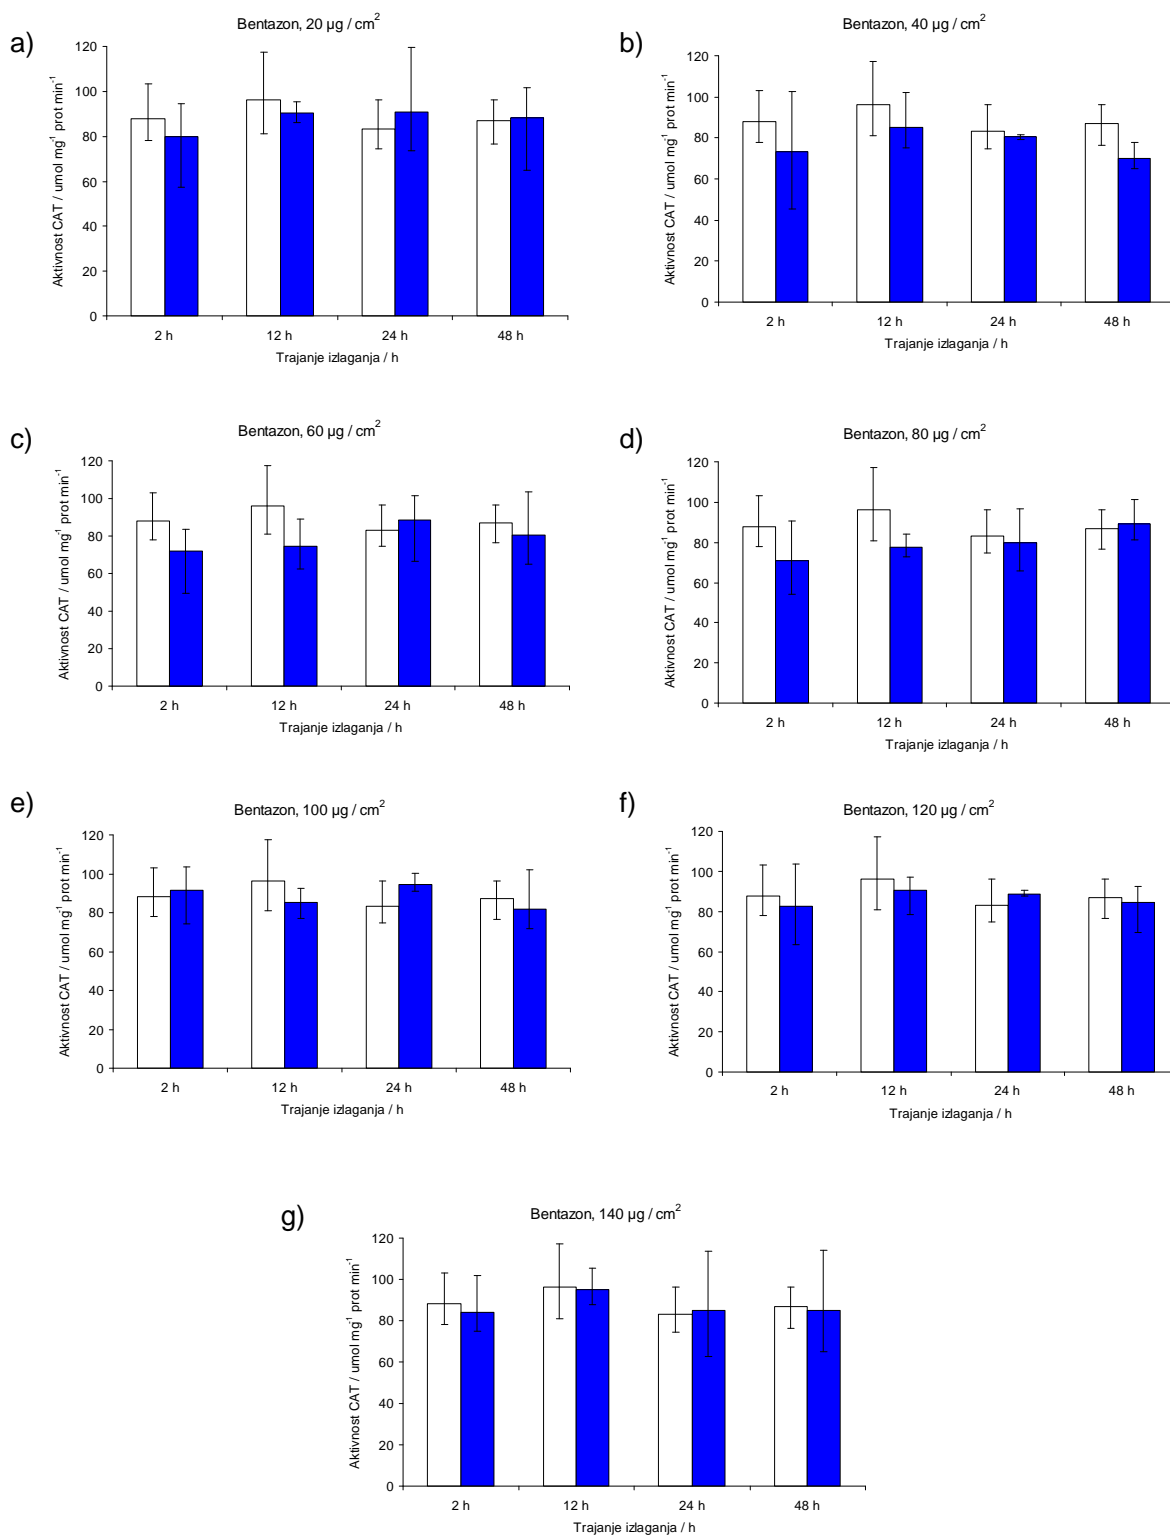 a)
Bentazon, 20 µg / cm²
Aktivnost CAT / umol mg⁻¹ prot min⁻¹
120
100
80
60
40
20
0
2 h 12 h 24 h 48 h
Trajanje izlaganja / h
b)
Bentazon, 40 µg / cm²
Aktivnost CAT / umol mg⁻¹ prot min⁻¹
120
100
80
60
40
20
0
2 h 12 h 24 h 48 h
Trajanje izlaganja / h
c)
Bentazon, 60 µg / cm²
Aktivnost CAT / umol mg⁻¹ prot min⁻¹
120
100
80
60
40
20
0
2 h 12 h 24 h 48 h
Trajanje izlaganja / h
d)
Bentazon, 80 µg / cm²
Aktivnost CAT / umol mg⁻¹ prot min⁻¹
120
100
80
60
40
20
0
2 h 12 h 24 h 48 h
Trajanje izlaganja / h
e)
Bentazon, 100 µg / cm²
Aktivnost CAT / umol mg⁻¹ prot min⁻¹
120
100
80
60
40
20
0
2 h 12 h 24 h 48 h
Trajanje izlaganja / h
f)
Bentazon, 120 µg / cm²
Aktivnost CAT / umol mg⁻¹ prot min⁻¹
120
100
80
60
40
20
0
2 h 12 h 24 h 48 h
Trajanje izlaganja / h
g)
Bentazon, 140 µg / cm²
Aktivnost CAT / umol mg⁻¹ prot min⁻¹
120
100
80
60
40
20
0
2 h 12 h 24 h 48 h
Trajanje izlaganja / h